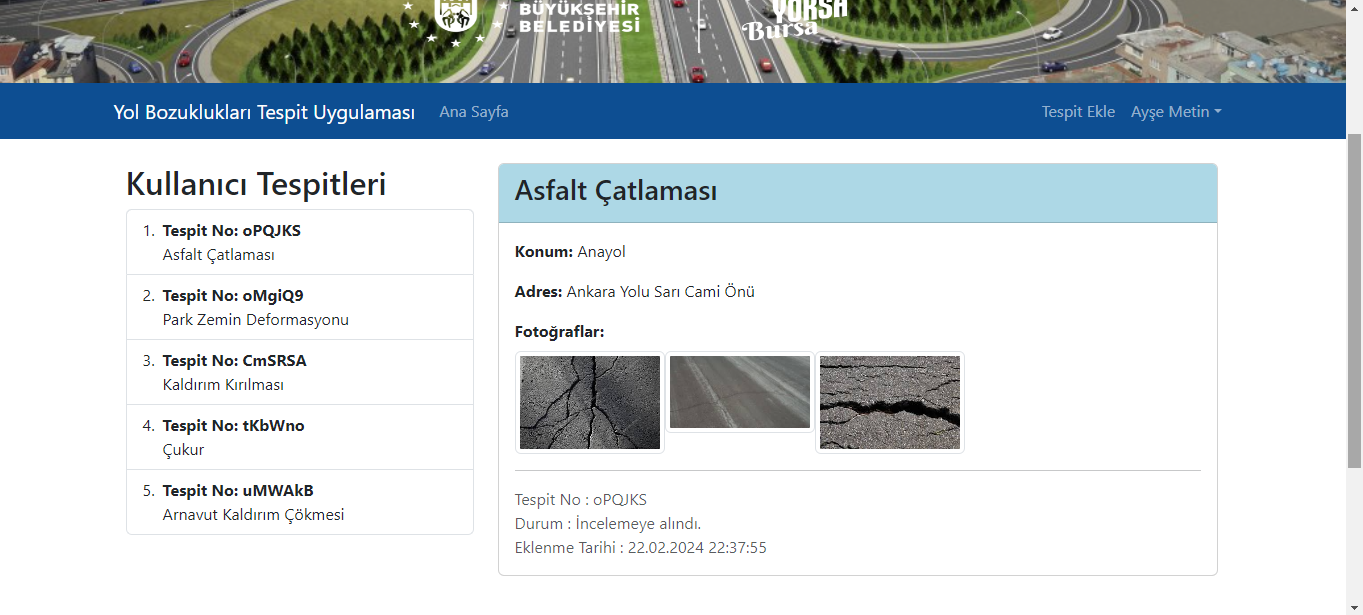 BÜYÜKŞEHİR
BELEDİYESİ
Bursa
Yol Bozuklukları Tespit Uygulaması
Ana Sayfa
Tespit Ekle
Ayşe Metin
Kullanıcı Tespitleri
1. Tespit No: oPQJKS
Asfalt Çatlaması
2. Tespit No: oMgiQ9
Park Zemin Deformasyonu
3. Tespit No: CmSRSA
Kaldırım Kırılması
4. Tespit No: tKbWno
Çukur
5. Tespit No: uMWAkB
Arnavut Kaldırım Çökmesi
Asfalt Çatlaması
Konum: Anayol
Adres: Ankara Yolu Sarı Cami Önü
Fotoğraflar:
Tespit No : oPQJKS
Durum : İncelemeye alındı.
Eklenme Tarihi : 22.02.2024 22:37:55